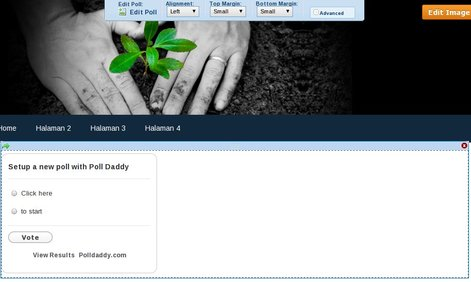 Edit Poll: Alignment: Top Margin: Bottom Margin:
Edit Poll Left Small Small Advanced
Edit Image
Home Halaman 2 Halaman 3 Halaman 4
Setup a new poll with Poll Daddy
Click here
to start
Vote
View Results Polldaddy.com